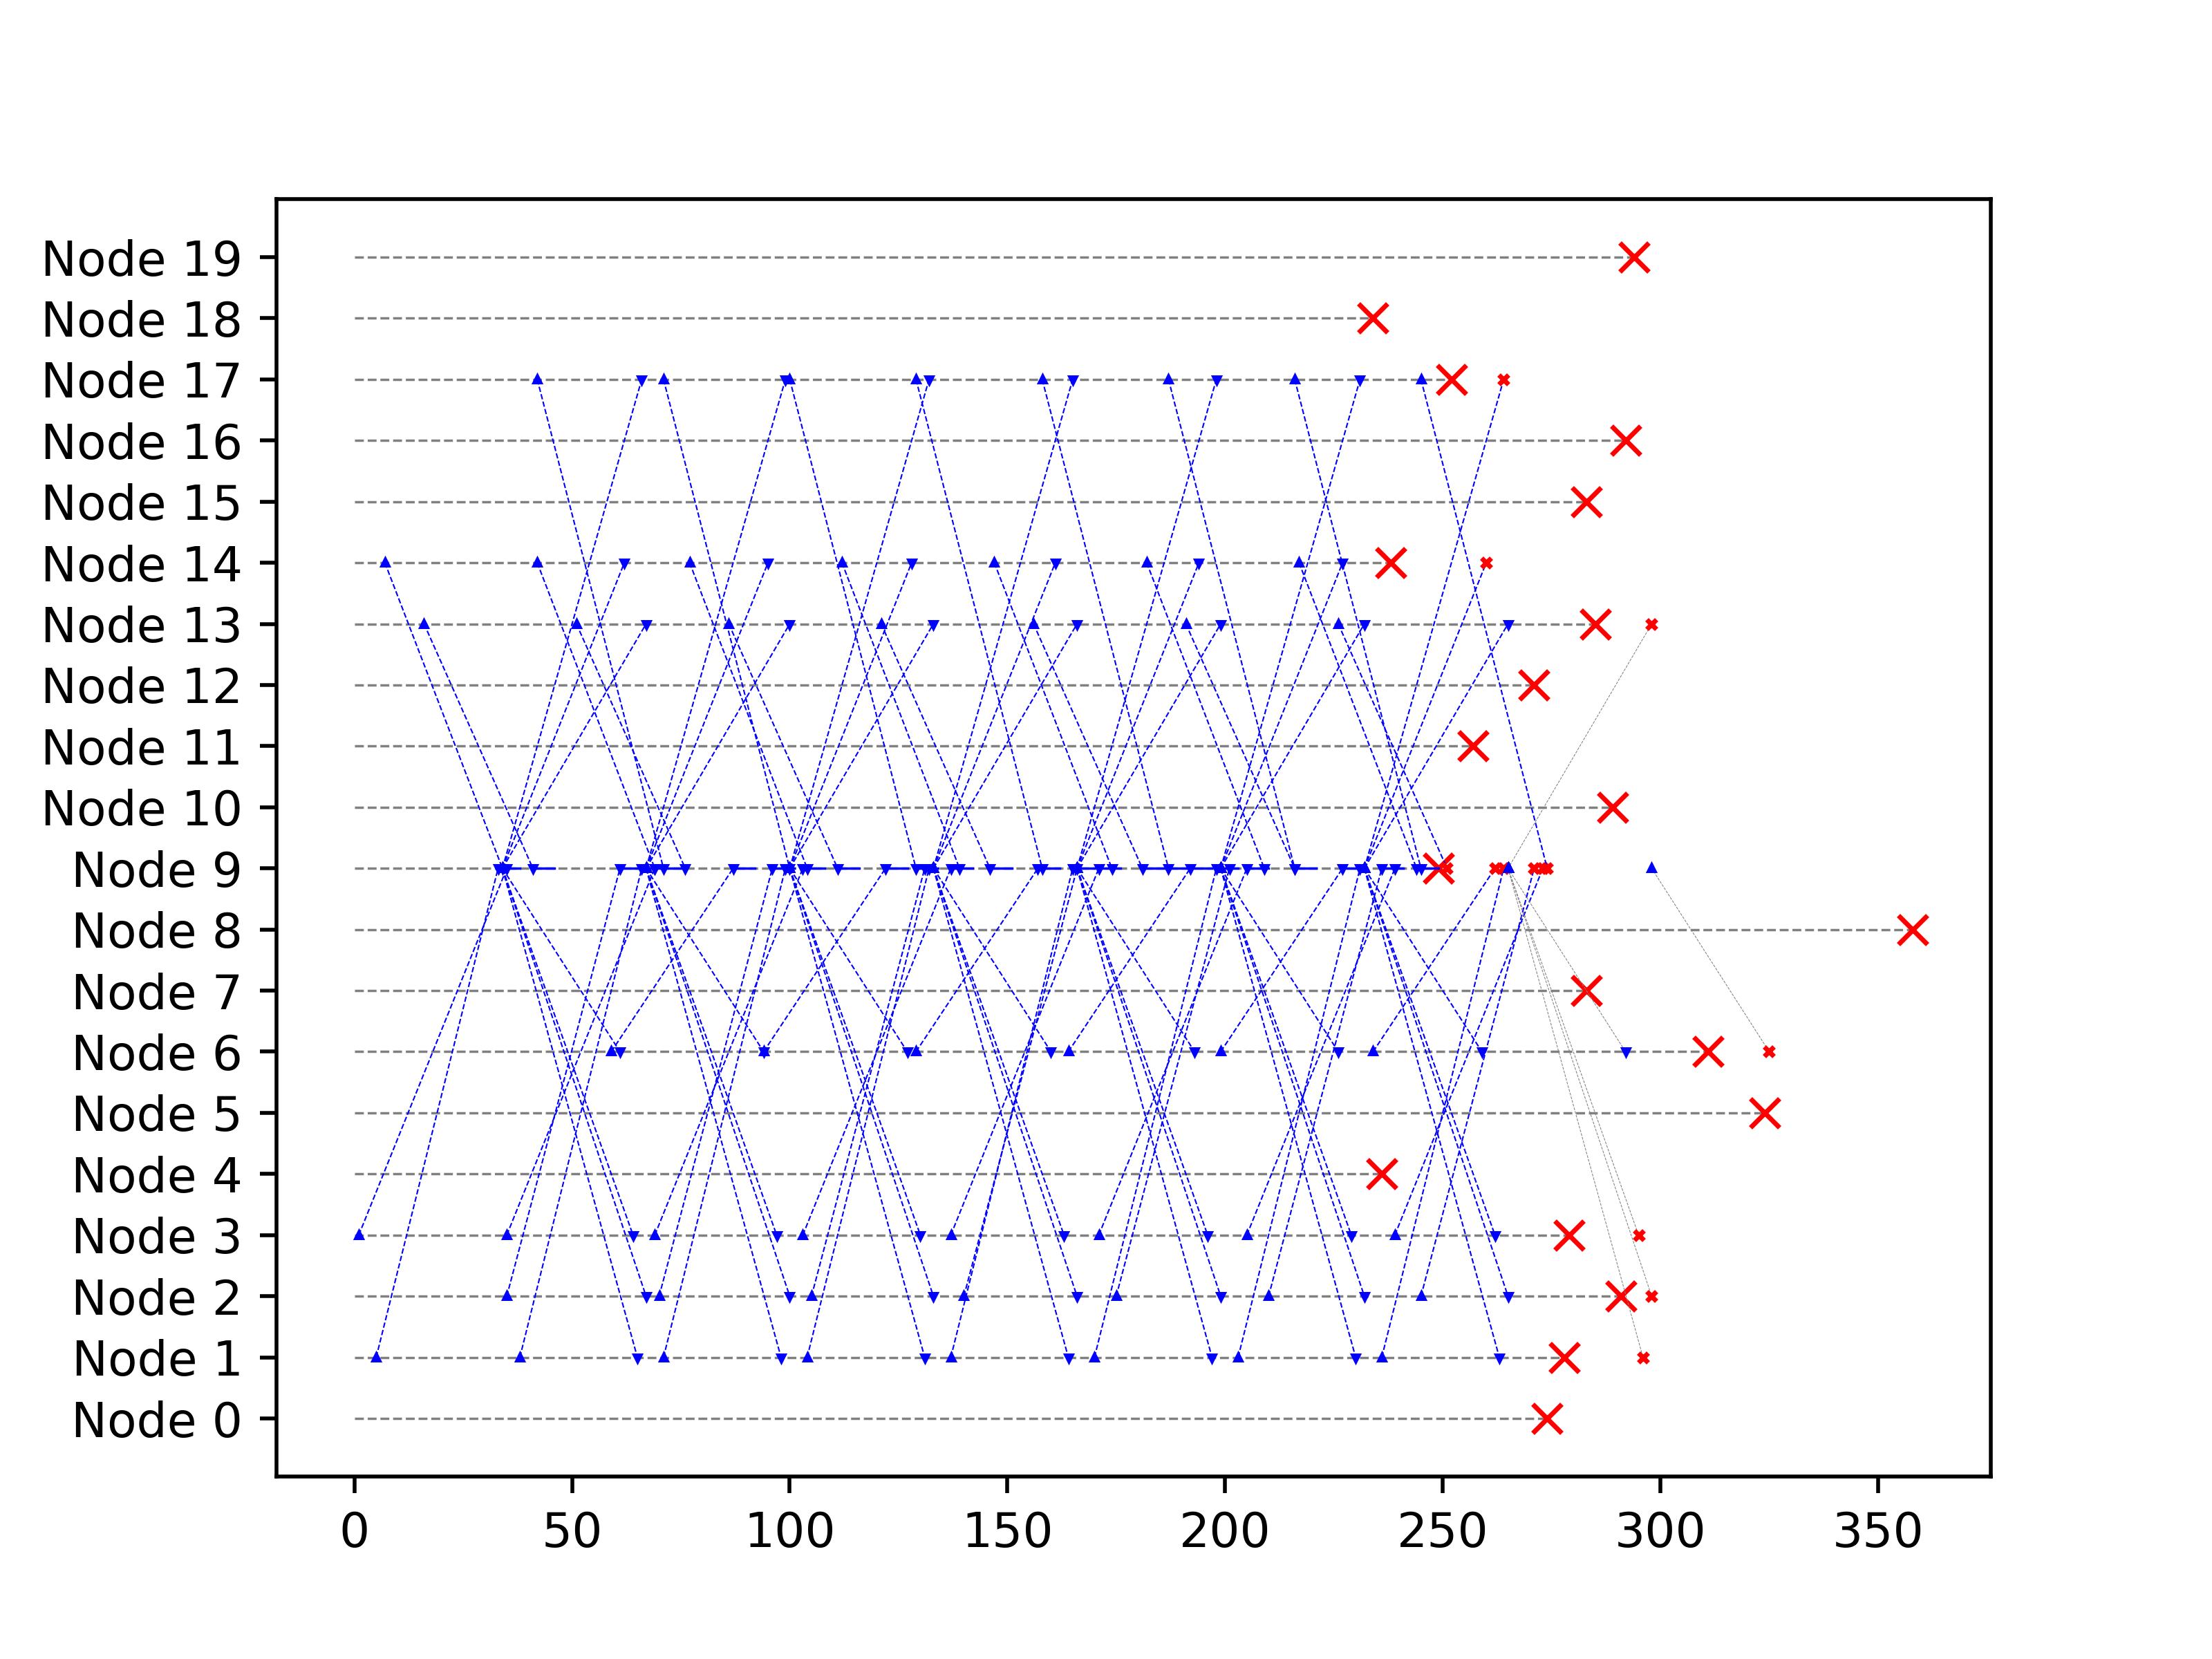 Node 19
Node 18
Node 17
Node 16
Node 15
Node 14
Node 13
Node 12
Node 11
Node 10
Node 9
Node 8
Node 7
Node 6
Node 5
Node 4
Node 3
Node 2
Node 1
Node 0
0 50 100 150 200 250 300 350